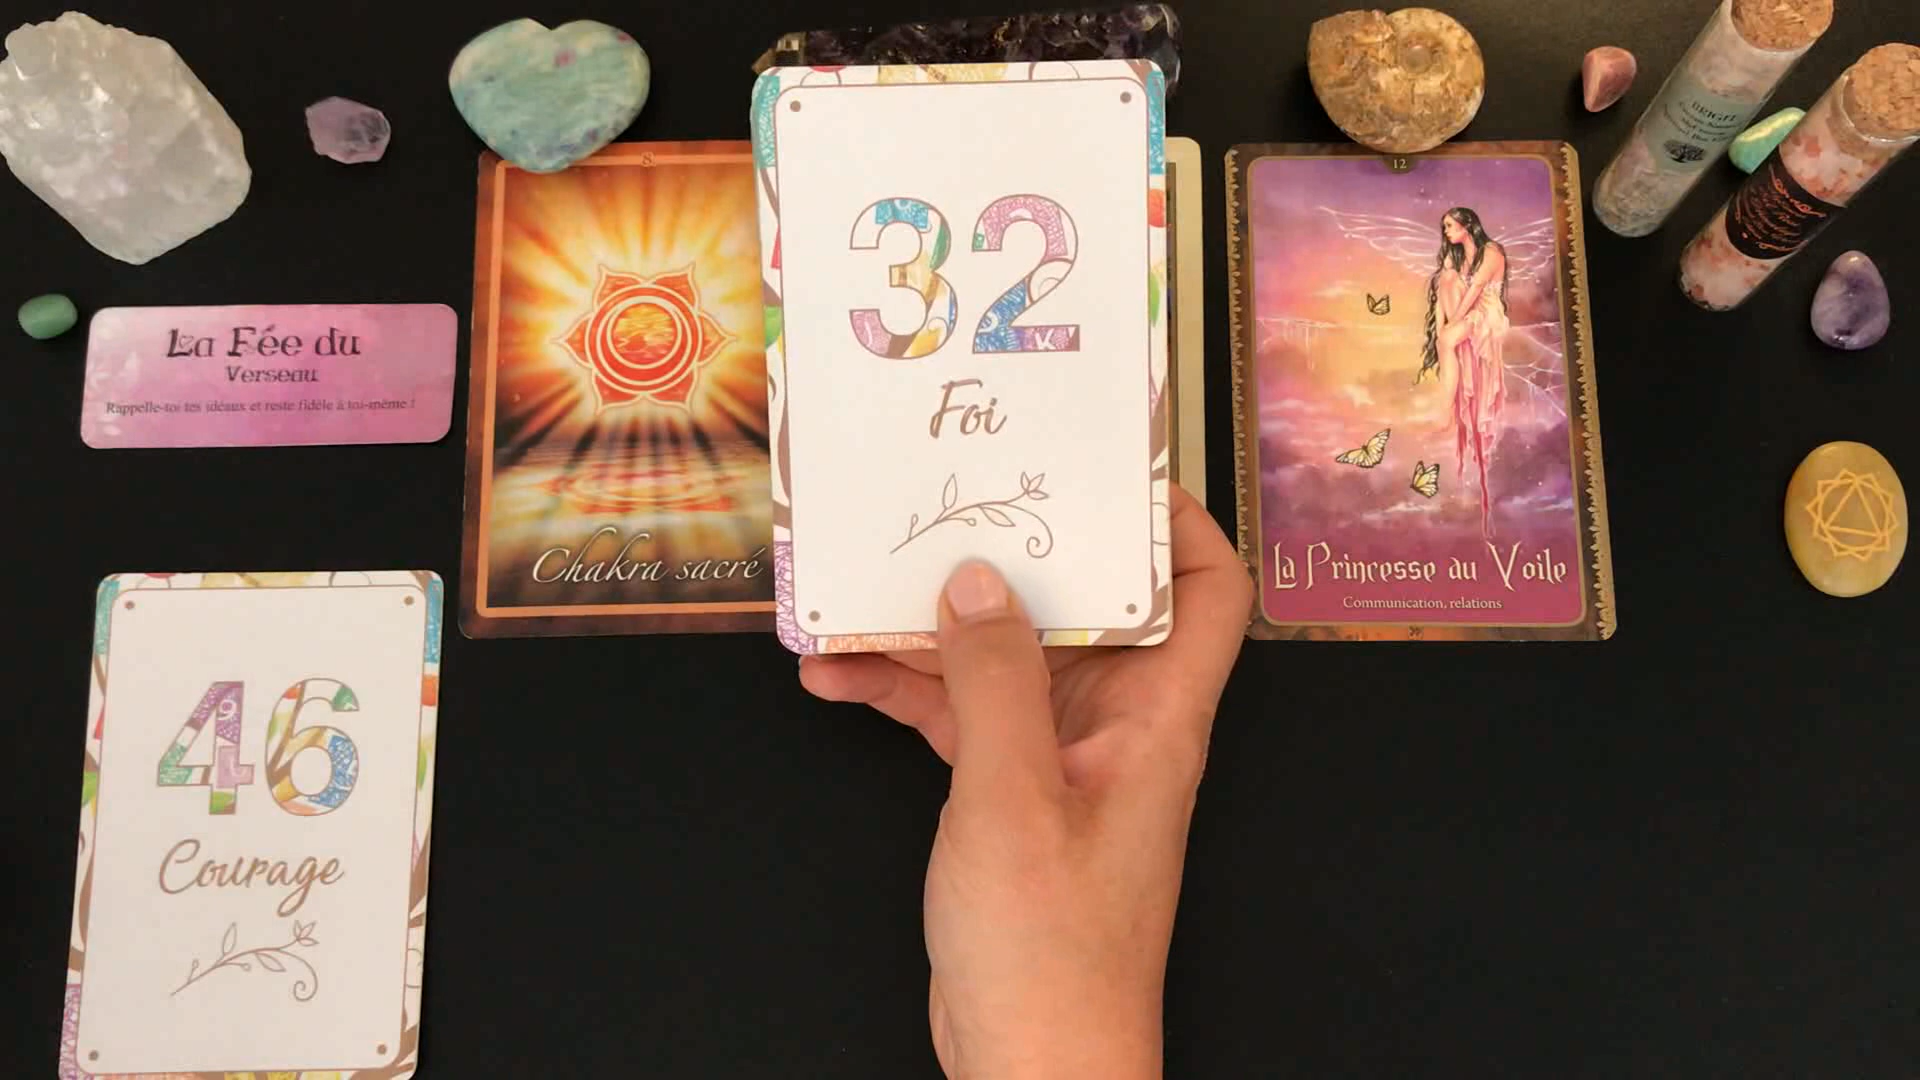 La Fée du
Verseau
Rappelle-toi tes idéaux et reste fidèle à toi-même !
8.
Chakra sacré
32
Foi
12
La Princesse au Voile
Communication, relations
46
Courage